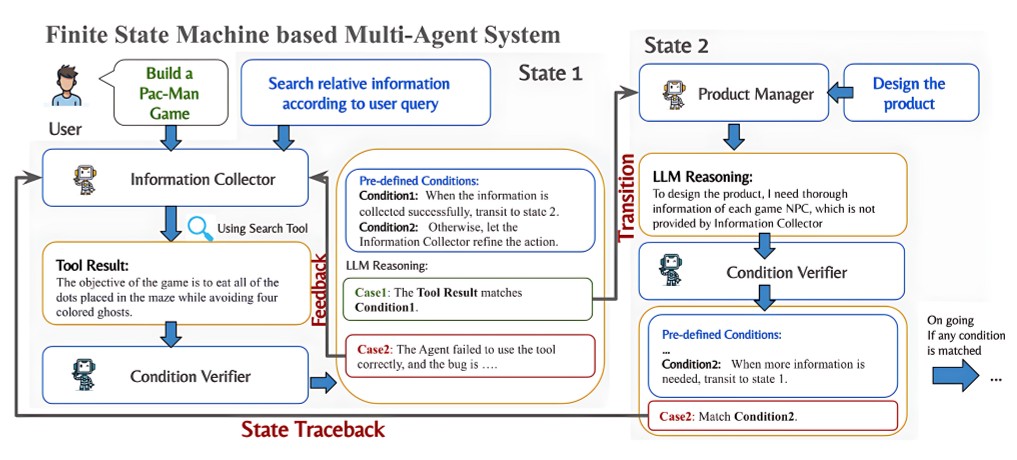 Finite State Machine based Multi-Agent System
User
Build a
Pac-Man
Game
Search relative information
according to user query
State 1
Information Collector
Using Search Tool
Tool Result:
The objective of the game is to eat all of the
dots placed in the maze while avoiding four
colored ghosts.
Condition Verifier
Feedback
Pre-defined Conditions:
Condition1: When the information is
collected successfully, transit to state 2.
Condition2: Otherwise, let the
Information Collector refine the action.
LLM Reasoning:
Case1: The Tool Result matches
Condition1.
Case2: The Agent failed to use the tool
correctly, and the bug is ….
Transition
State 2
Product Manager
Design the
product
LLM Reasoning:
To design the product, I need thorough
information of each game NPC, which is not
provided by Information Collector
Condition Verifier
Pre-defined Conditions:
...
Condition2: When more information is
needed, transit to state 1.
Case2: Match Condition2.
On going
If any condition
is matched
...
State Traceback